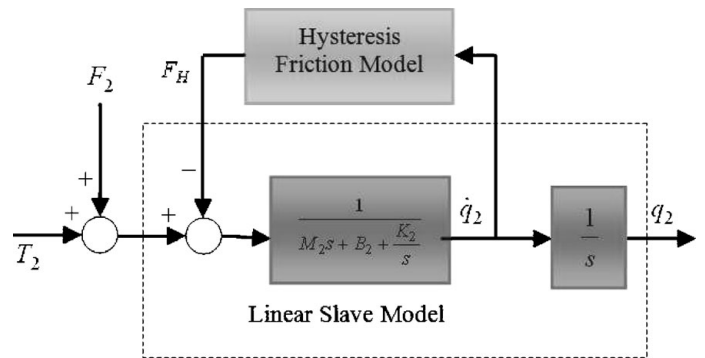 Hysteresis
Friction Model
F_H
F_2
−
+
+
+
T_2
1
M_2s + B_2 + K_2
s
q̇_2
1
s
q_2
Linear Slave Model